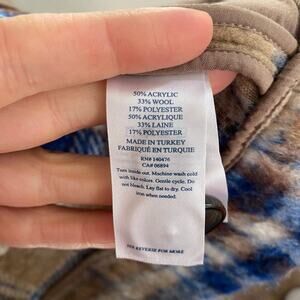 50% ACRYLIC
33% WOOL
17% POLYESTER
50% ACRYLIQUE
33% LAINE
17% POLYESTER
MADE IN TURKEY
FABRIQUÉ EN TURQUIE
RN# 140476
CA# 06894
Turn inside out. Machine wash cold
with like colors. Gentle cycle. Do
not bleach. Lay flat to dry. Cool
iron when needed.
SEE REVERSE FOR MORE